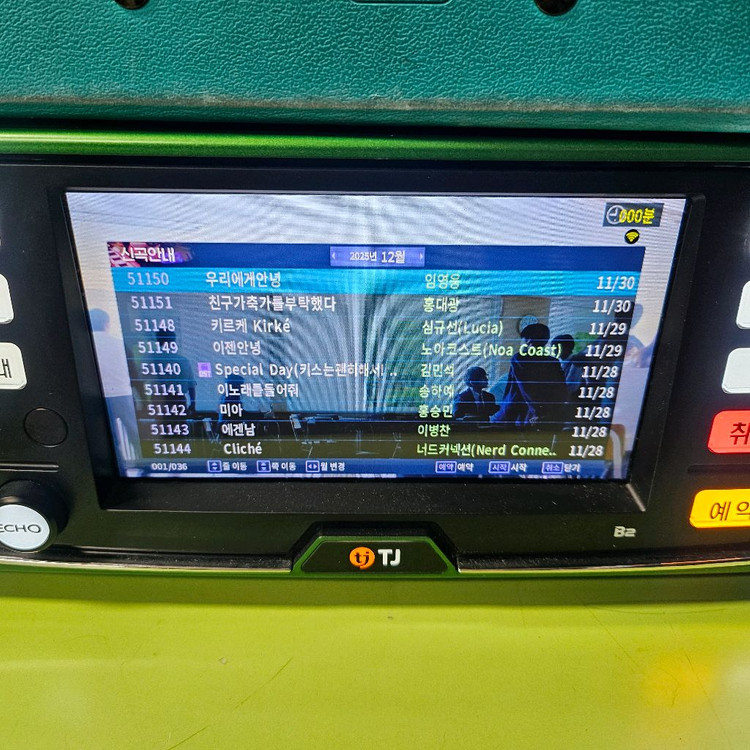 000분
신곡안내 2025년 12월
51150 우리에게안녕 임영웅 11/30
51151 친구가축가를부탁했다 홍대광 11/30
51148 키르케 Kirké 심규선(Lucia) 11/29
51149 이젠안녕 노아코스트(Noa Coast) 11/29
51140 Special Day(키스는괜히해서! .. 김민석 11/28
51141 이노래를들어줘 송하예 11/28
51142 미아 홍승민 11/28
51143 에겐남 이병찬 11/28
51144 Cliché 너드커넥션(Nerd Conne.. 11/28
001/036 줄 이동 쪽 이동 월 변경 예약 예약 시작 시작 취소 닫기
내
취
예약
ECHO
B2
tj TJ